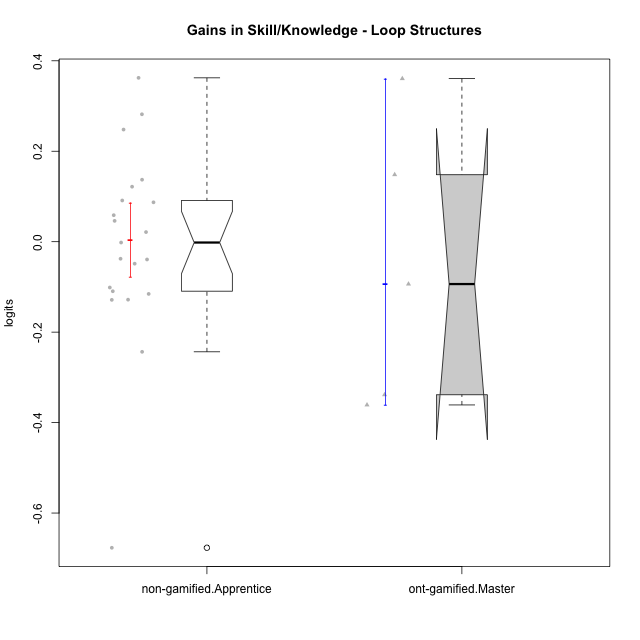 Gains in Skill/Knowledge - Loop Structures
logits
0.4
0.2
0.0
-0.2
-0.4
-0.6
non-gamified.Apprentice
ont-gamified.Master